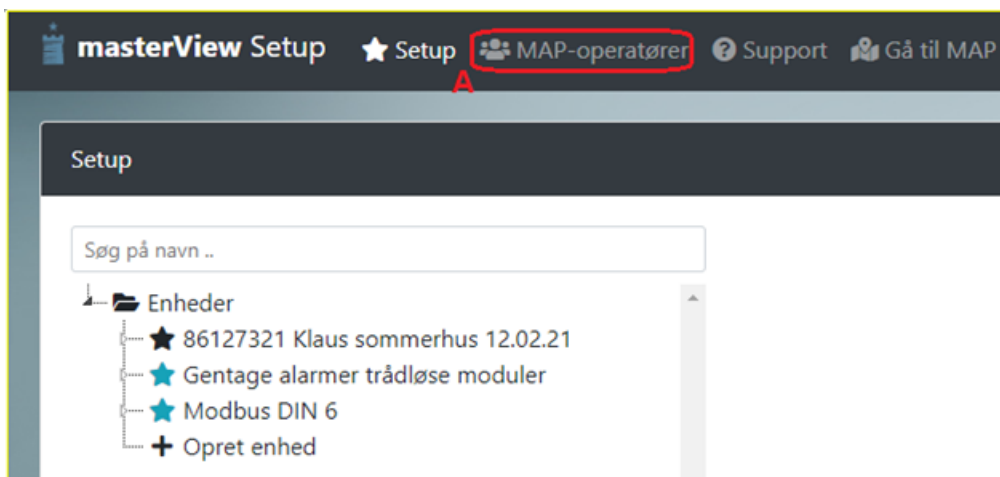 masterView Setup Setup MAP-operatører Support Gå til MAP
A
Setup
Søg på navn ..
Enheder
86127321 Klaus sommerhus 12.02.21
Gentage alarmer trådløse moduler
Modbus DIN 6
Opret enhed